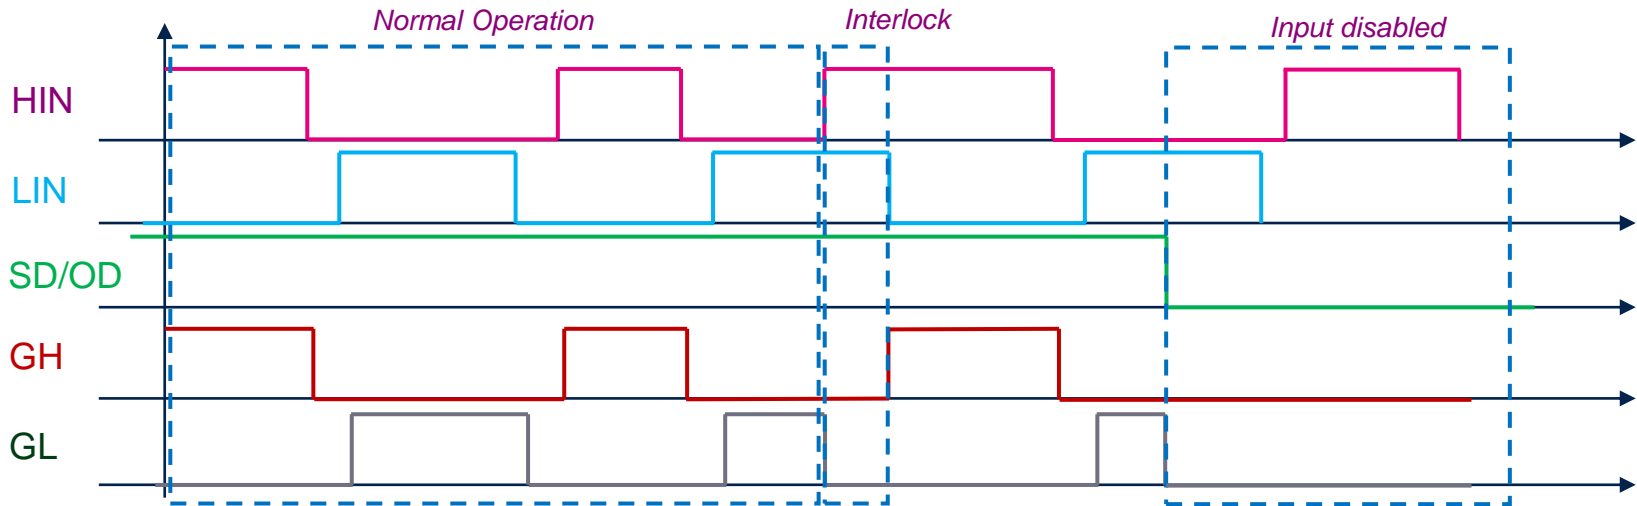 Normal Operation
Interlock
Input disabled
HIN
LIN
SD/OD
GH
GL